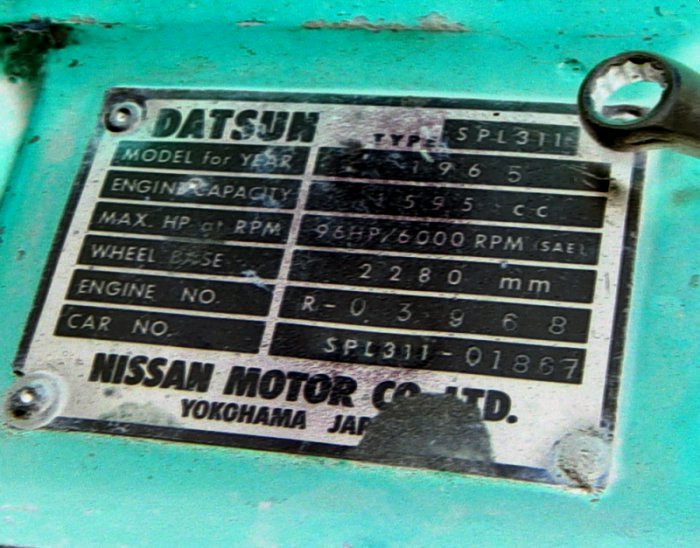 DATSUN TYPE SPL311
MODEL for YEAR 1965
ENGINE CAPACITY 1595 cc
MAX. HP at RPM 96HP/6000 RPM (SAE)
WHEEL BASE 2280 mm
ENGINE NO. R-03968
CAR NO. SPL311-01867
NISSAN MOTOR CO. LTD.
YOKOHAMA